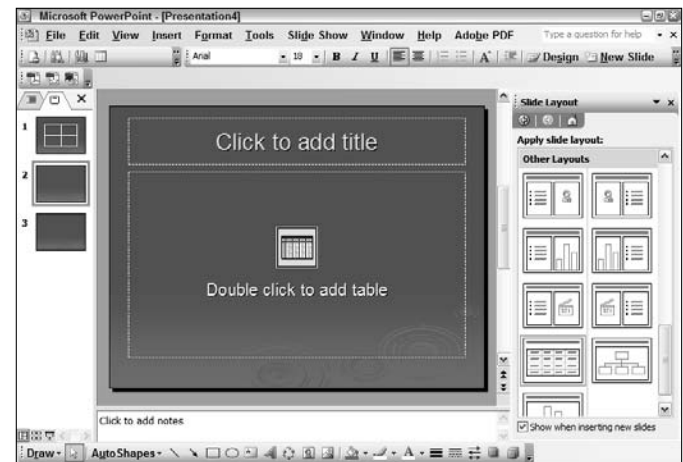 Microsoft PowerPoint - [Presentation4]
File Edit View Insert Format Tools Slide Show Window Help Adobe PDF Type a question for help
Arial 18 B I U A Design New Slide
Slide Layout
Apply slide layout:
Other Layouts
1
2
3
Click to add title
Double click to add table
Click to add notes
Show when inserting new slides
Draw AutoShapes A